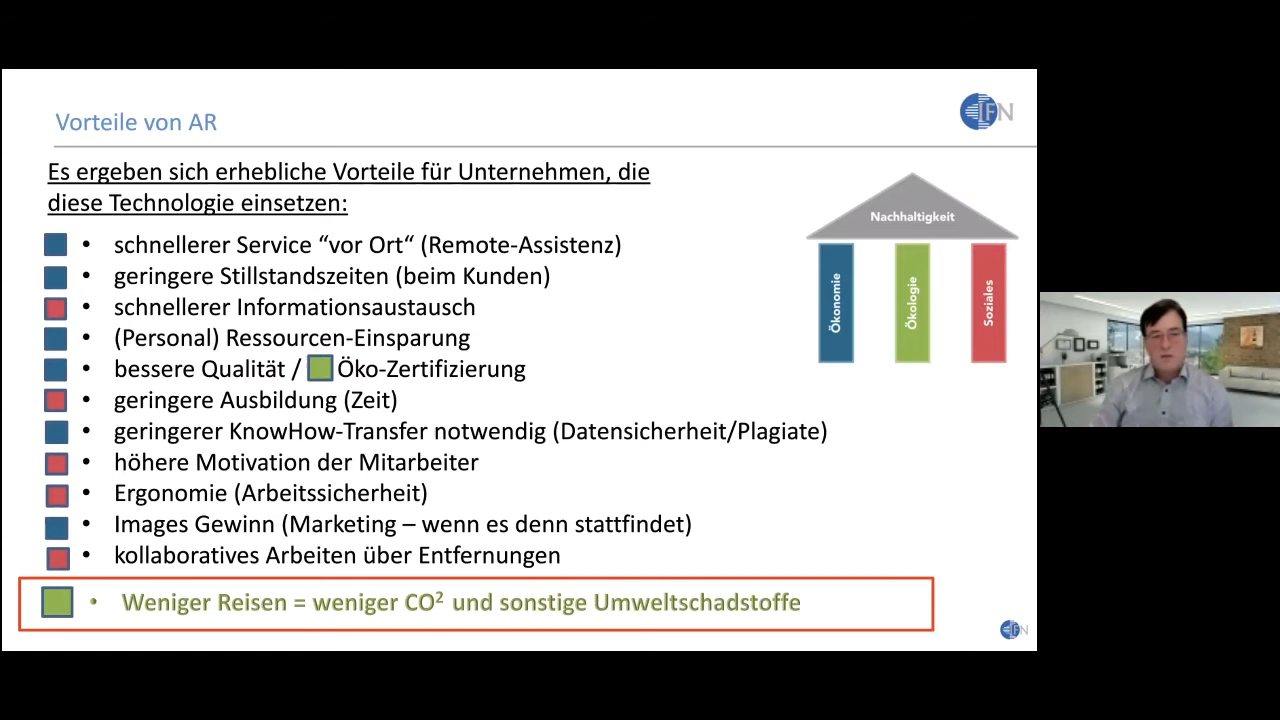 Vorteile von AR
IFN
Es ergeben sich erhebliche Vorteile für Unternehmen, die
diese Technologie einsetzen:
• schnellerer Service “vor Ort“ (Remote-Assistenz)
• geringere Stillstandszeiten (beim Kunden)
• schnellerer Informationsaustausch
• (Personal) Ressourcen-Einsparung
• bessere Qualität / Öko-Zertifizierung
• geringere Ausbildung (Zeit)
• geringerer KnowHow-Transfer notwendig (Datensicherheit/Plagiate)
• höhere Motivation der Mitarbeiter
• Ergonomie (Arbeitssicherheit)
• Images Gewinn (Marketing – wenn es denn stattfindet)
• kollaboratives Arbeiten über Entfernungen
• Weniger Reisen = weniger CO² und sonstige Umweltschadstoffe
Nachhaltigkeit
Ökonomie
Ökologie
Soziales
IFN